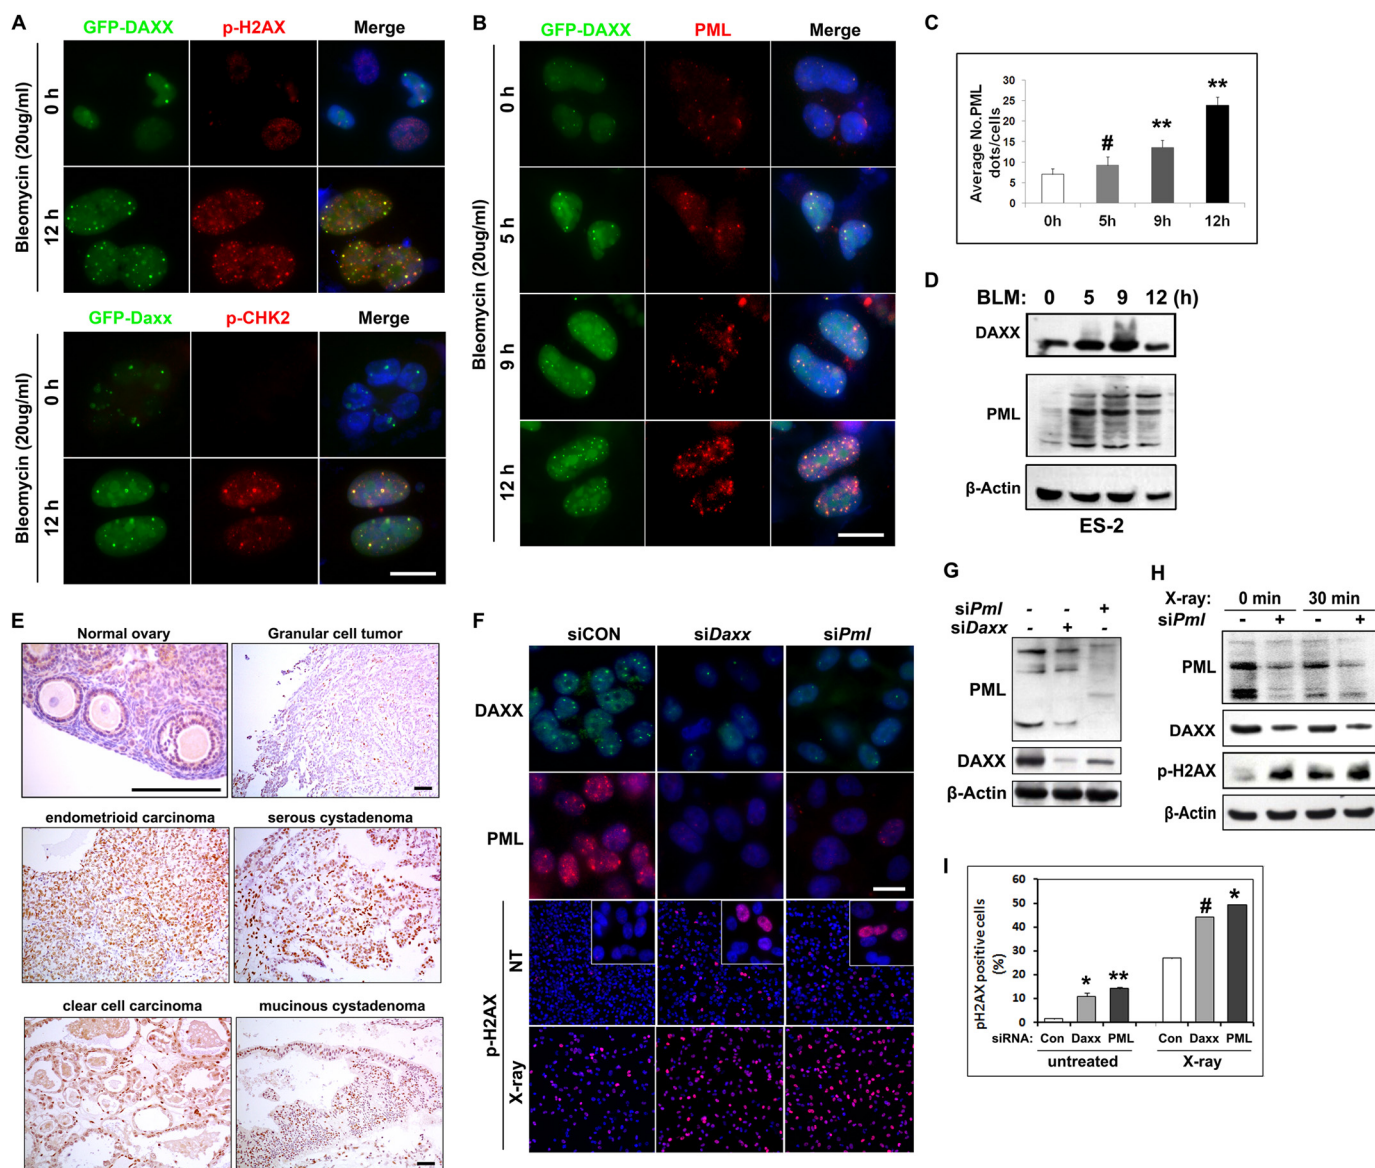 A
GFP-DAXX p-H2AX Merge
Bleomycin (20ug/ml)
0 h
12 h
GFP-Daxx p-CHK2 Merge
Bleomycin (20ug/ml)
0 h
12 h
B
GFP-DAXX PML Merge
Bleomycin (20ug/ml)
0 h
5 h
9 h
12 h
C
Average No.PML
dots/cells
30
25
20
15
10
5
0
# ** **
0h 5h 9h 12h
D
BLM: 0 5 9 12 (h)
DAXX
PML
β-Actin
ES-2
E
Normal ovary Granular cell tumor
endometrioid carcinoma serous cystadenoma
clear cell carcinoma mucinous cystadenoma
F
siCON siDaxx siPml
DAXX
PML
p-H2AX
NT
X-ray
G
siPml - - +
siDaxx - + -
PML
DAXX
β-Actin
H
X-ray: 0 min 30 min
siPml - + - +
PML
DAXX
p-H2AX
β-Actin
I
pH2AX positive cells
(%)
60
50
40
30
20
10
0
* ** # *
siRNA: Con Daxx PML Con Daxx PML
untreated X-ray